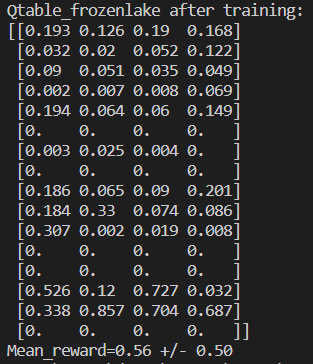 Qtable_frozenlake after training:
[[0.193 0.126 0.19  0.168]
 [0.032 0.02  0.052 0.122]
 [0.09  0.051 0.035 0.049]
 [0.002 0.007 0.008 0.069]
 [0.194 0.064 0.06  0.149]
 [0.    0.    0.    0.   ]
 [0.003 0.025 0.004 0.   ]
 [0.    0.    0.    0.   ]
 [0.186 0.065 0.09  0.201]
 [0.184 0.33  0.074 0.086]
 [0.307 0.002 0.019 0.008]
 [0.    0.    0.    0.   ]
 [0.    0.    0.    0.   ]
 [0.526 0.12  0.727 0.032]
 [0.338 0.857 0.704 0.687]
 [0.    0.    0.    0.   ]]
Mean_reward=0.56 +/- 0.50